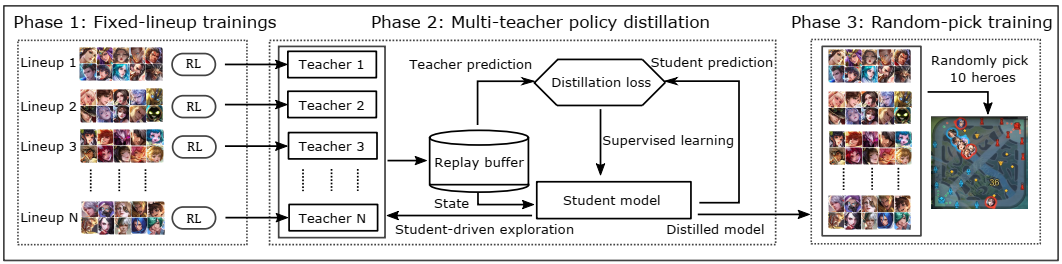 Phase 1: Fixed-lineup trainings
Phase 2: Multi-teacher policy distillation
Phase 3: Random-pick training
Lineup 1
RL
Teacher 1
Lineup 2
RL
Teacher 2
Lineup 3
RL
Teacher 3
Lineup N
RL
Teacher N
Teacher prediction
Student prediction
Distillation loss
Supervised learning
Replay buffer
State
Student model
Student-driven exploration
Distilled model
Randomly pick
10 heroes
36